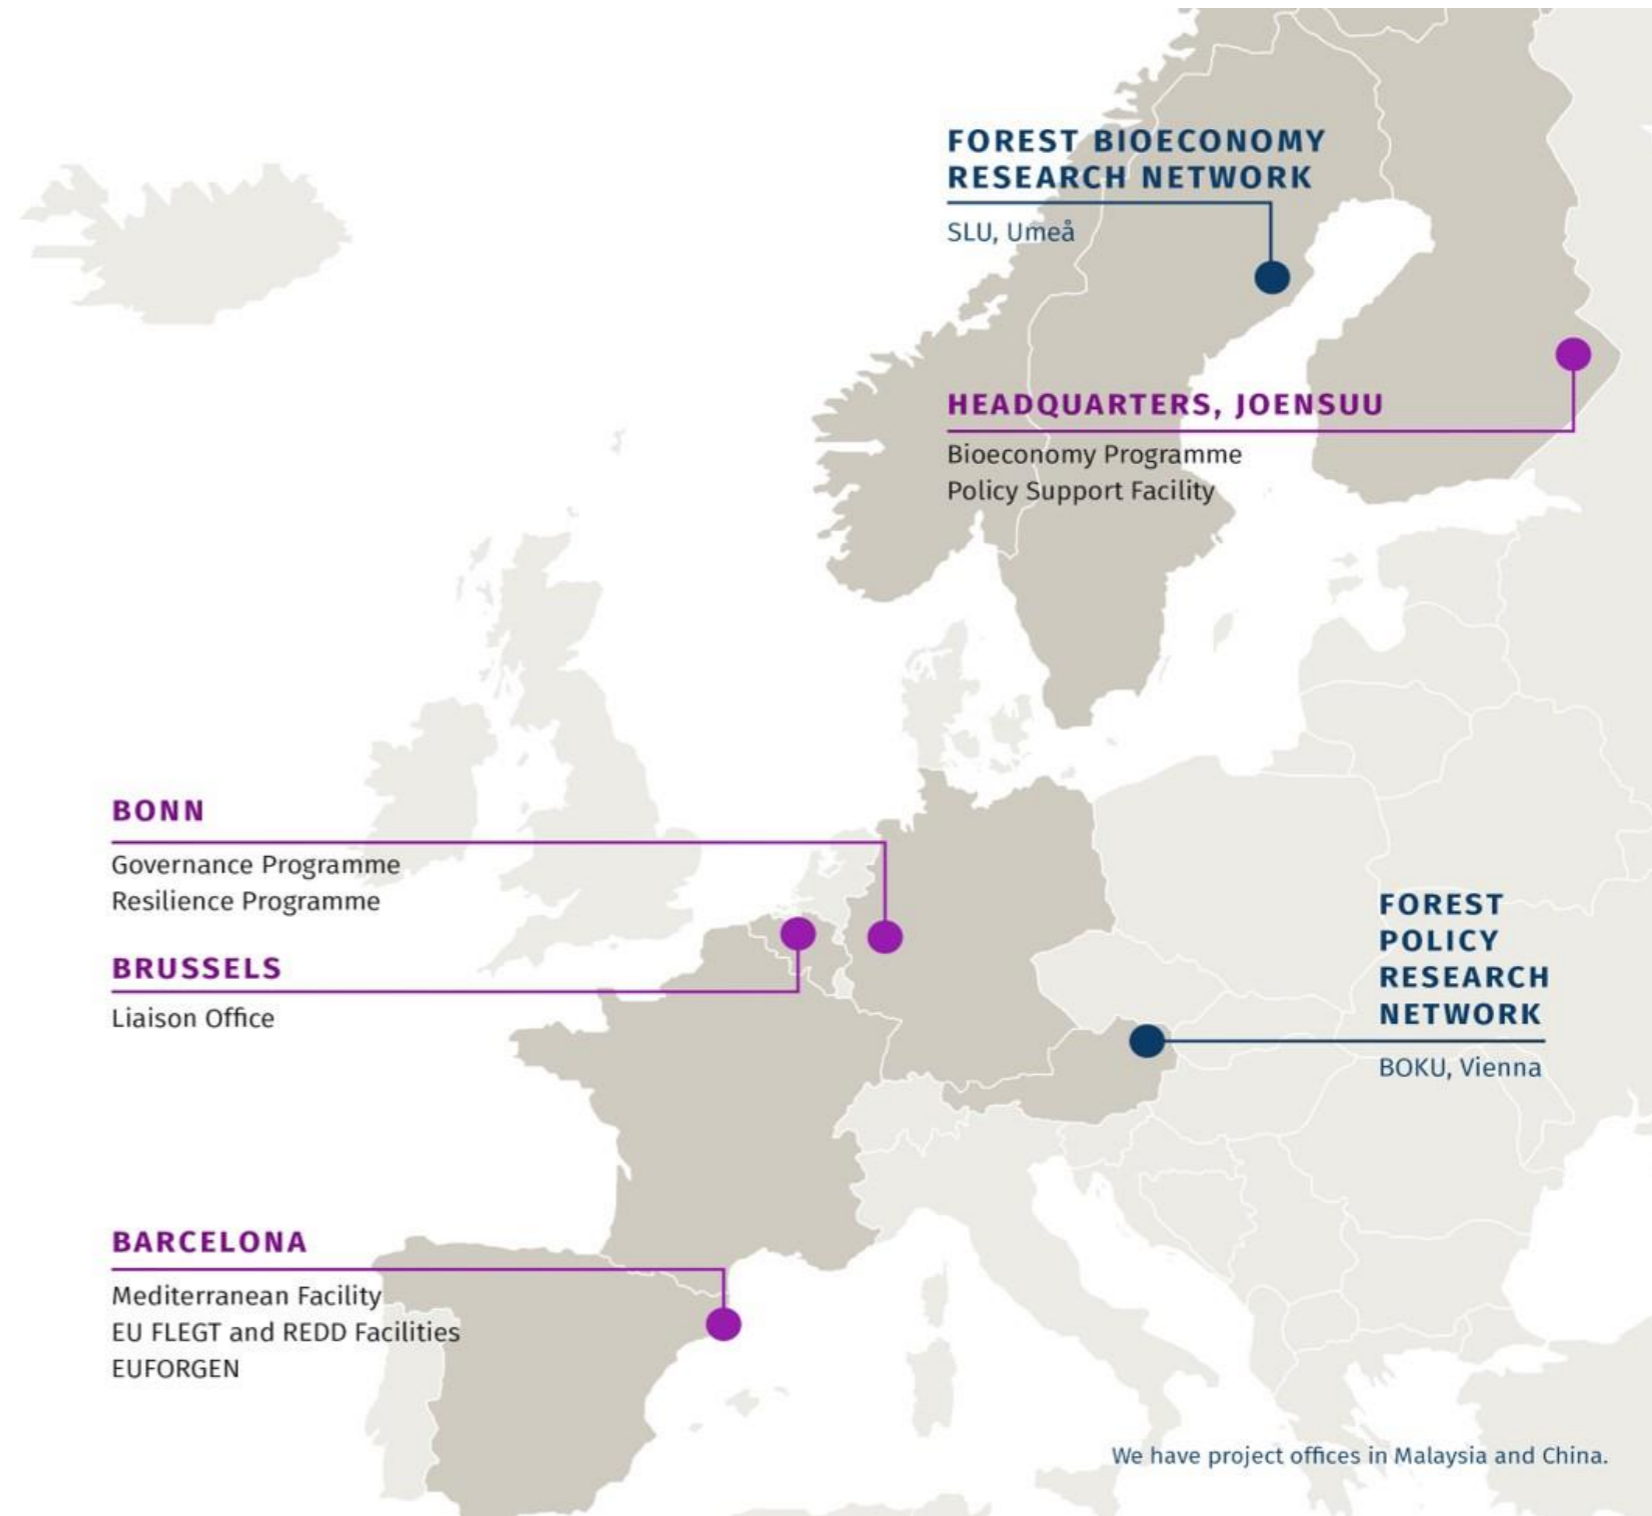 FOREST BIOECONOMY
RESEARCH NETWORK
SLU, Umeå
HEADQUARTERS, JOENSUU
Bioeconomy Programme
Policy Support Facility
BONN
Governance Programme
Resilience Programme
BRUSSELS
Liaison Office
FOREST
POLICY
RESEARCH
NETWORK
BOKU, Vienna
BARCELONA
Mediterranean Facility
EU FLEGT and REDD Facilities
EUFORGEN
We have project offices in Malaysia and China.